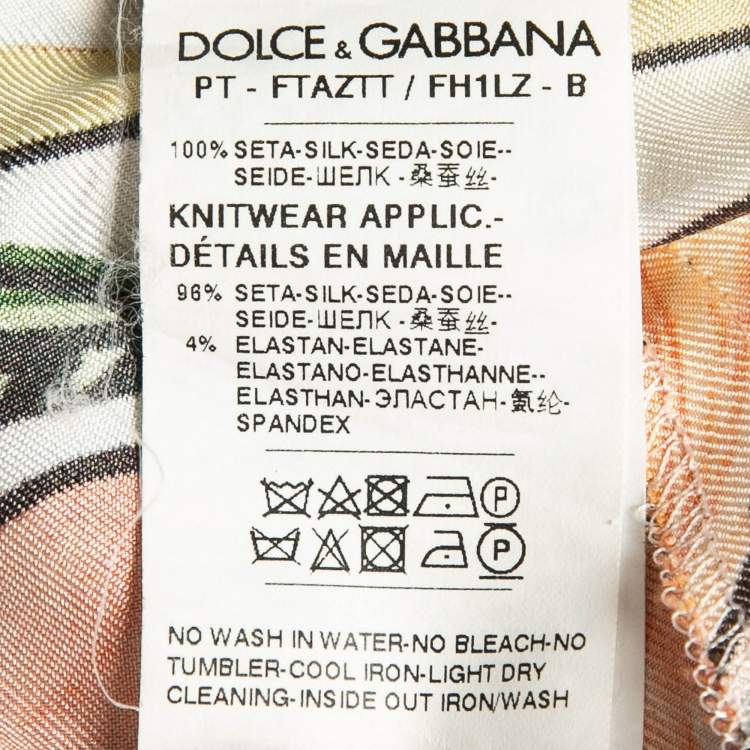 DOLCE & GABBANA
PT - FTAZTT / FH1LZ - B
100% SETA-SILK-SEDA-SOIE--
SEIDE-ШЕЛК -桑蚕丝-
KNITWEAR APPLIC.-
DÉTAILS EN MAILLE
96% SETA-SILK-SEDA-SOIE--
SEIDE-ШЕЛК -桑蚕丝-
4% ELASTAN-ELASTANE-
ELASTANO-ELASTHANNE--
ELASTHAN-ЭЛАСТАН-氨纶-
SPANDEX
P
P
NO WASH IN WATER-NO BLEACH-NO
TUMBLER-COOL IRON-LIGHT DRY
CLEANING-INSIDE OUT IRON/WASH